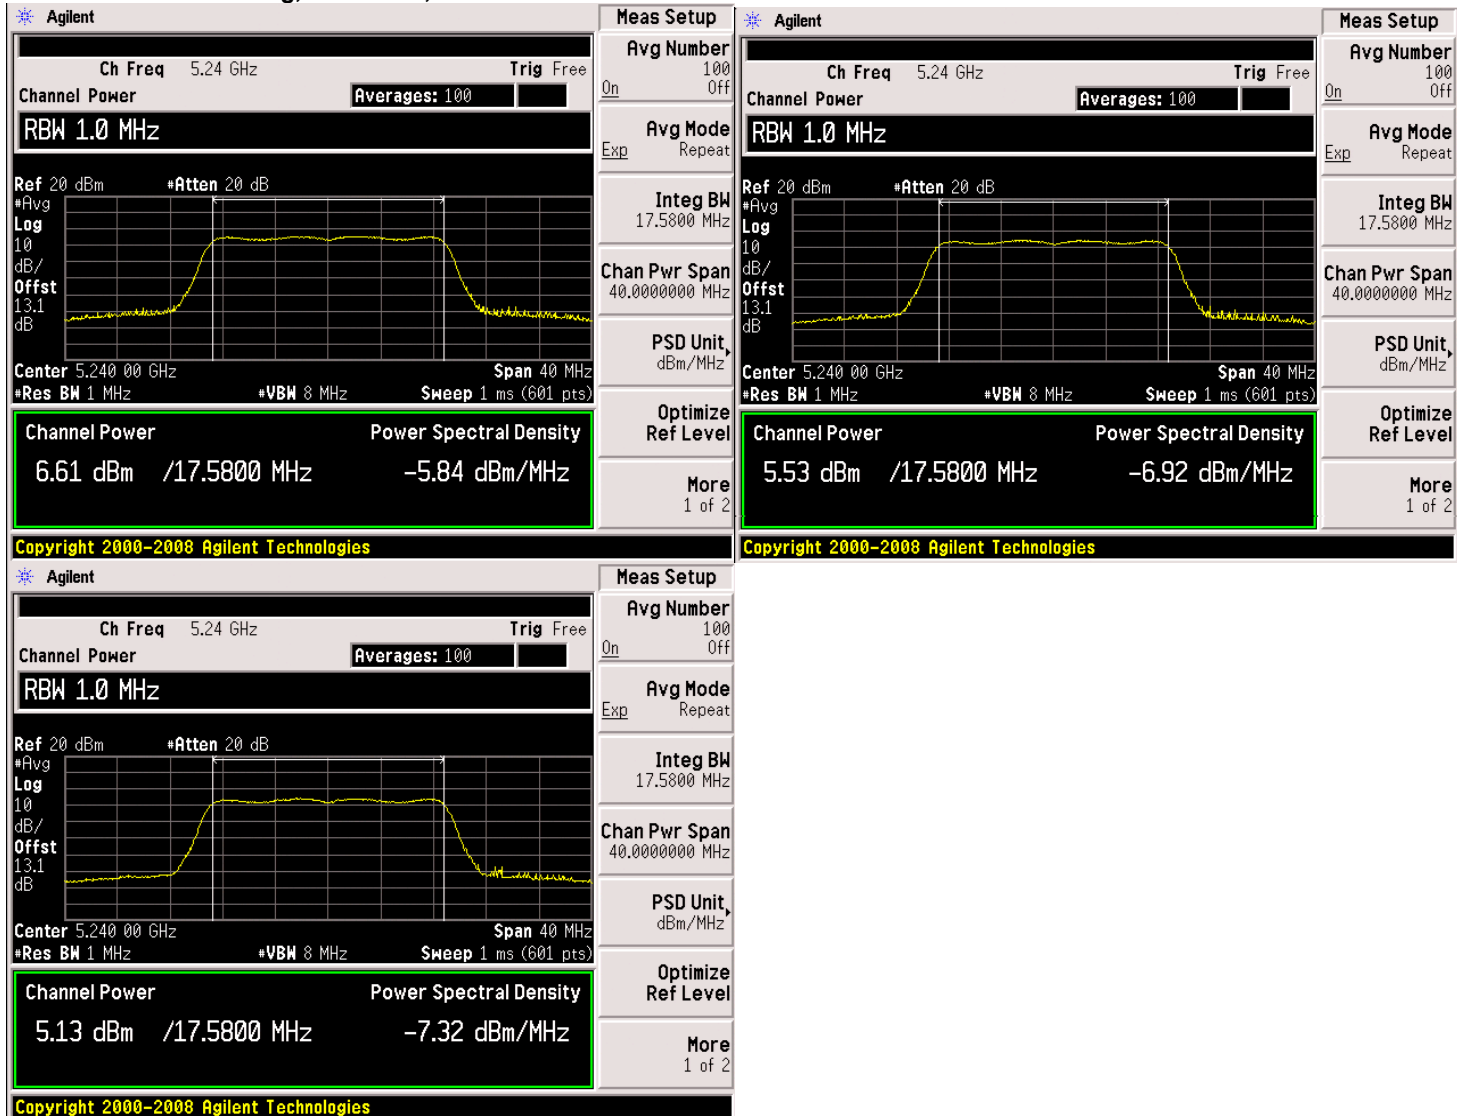 Agilent
Meas Setup
Ch Freq 5.24 GHz Trig Free
Channel Power Averages: 100
RBW 1.0 MHz
Ref 20 dBm #Atten 20 dB
#Avg
Log
10
dB/
Offst
13.1
dB
Center 5.240 00 GHz Span 40 MHz
#Res BW 1 MHz #VBW 8 MHz Sweep 1 ms (601 pts)
Channel Power Power Spectral Density
6.61 dBm /17.5800 MHz -5.84 dBm/MHz
Copyright 2000-2008 Agilent Technologies
Avg Number
100
On Off
Avg Mode
Exp Repeat
Integ BW
17.5800 MHz
Chan Pwr Span
40.0000000 MHz
PSD Unit
dBm/MHz
Optimize
Ref Level
More
1 of 2
Agilent
Meas Setup
Ch Freq 5.24 GHz Trig Free
Channel Power Averages: 100
RBW 1.0 MHz
Ref 20 dBm #Atten 20 dB
#Avg
Log
10
dB/
Offst
13.1
dB
Center 5.240 00 GHz Span 40 MHz
#Res BW 1 MHz #VBW 8 MHz Sweep 1 ms (601 pts)
Channel Power Power Spectral Density
5.53 dBm /17.5800 MHz -6.92 dBm/MHz
Copyright 2000-2008 Agilent Technologies
Avg Number
100
On Off
Avg Mode
Exp Repeat
Integ BW
17.5800 MHz
Chan Pwr Span
40.0000000 MHz
PSD Unit
dBm/MHz
Optimize
Ref Level
More
1 of 2
Agilent
Meas Setup
Ch Freq 5.24 GHz Trig Free
Channel Power Averages: 100
RBW 1.0 MHz
Ref 20 dBm #Atten 20 dB
#Avg
Log
10
dB/
Offst
13.1
dB
Center 5.240 00 GHz Span 40 MHz
#Res BW 1 MHz #VBW 8 MHz Sweep 1 ms (601 pts)
Channel Power Power Spectral Density
5.13 dBm /17.5800 MHz -7.32 dBm/MHz
Copyright 2000-2008 Agilent Technologies
Avg Number
100
On Off
Avg Mode
Exp Repeat
Integ BW
17.5800 MHz
Chan Pwr Span
40.0000000 MHz
PSD Unit
dBm/MHz
Optimize
Ref Level
More
1 of 2